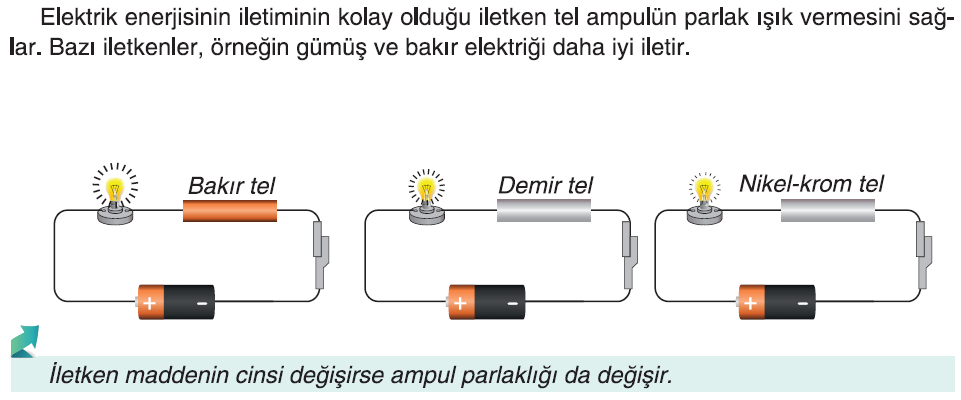 Elektrik enerjisinin iletiminin kolay olduğu iletken tel ampulün parlak ışık vermesini sağ-
lar. Bazı iletkenler, örneğin gümüş ve bakır elektriği daha iyi iletir.
Bakır tel
Demir tel
Nikel-krom tel
+ -
+ -
+ -
İletken maddenin cinsi değişirse ampul parlaklığı da değişir.